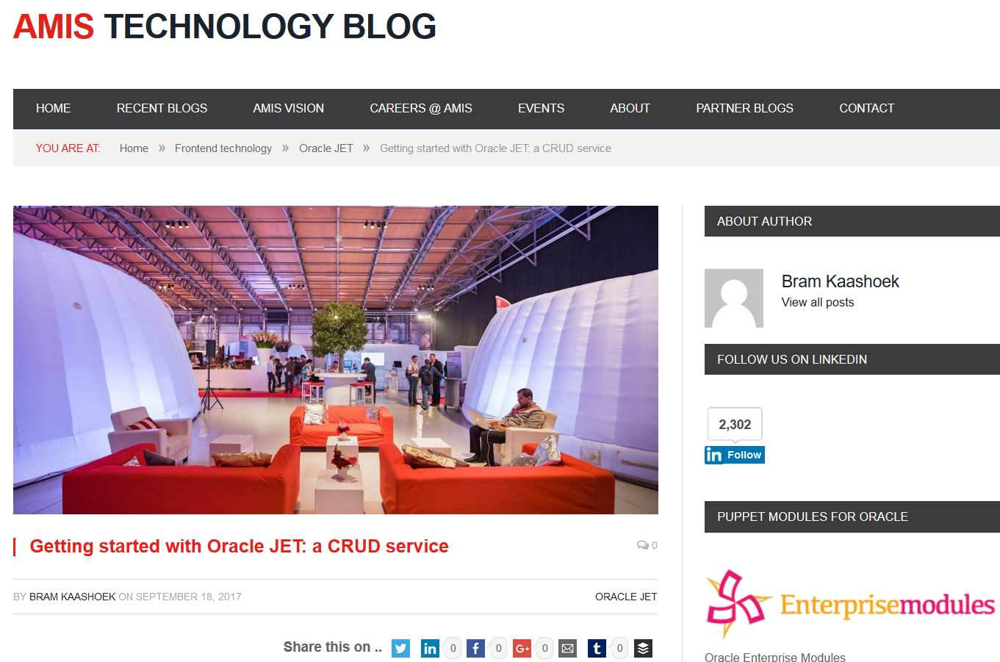 AMIS TECHNOLOGY BLOG
HOME RECENT BLOGS AMIS VISION CAREERS @ AMIS EVENTS ABOUT PARTNER BLOGS CONTACT
YOU ARE AT: Home » Frontend technology » Oracle JET » Getting started with Oracle JET: a CRUD service
Getting started with Oracle JET: a CRUD service 0
BY BRAM KAASHOEK ON SEPTEMBER 18, 2017 ORACLE JET
Share this on .. in 0 f 0 G+ 0 t 0
ABOUT AUTHOR
Bram Kaashoek
View all posts
FOLLOW US ON LINKEDIN
2,302
in Follow
PUPPET MODULES FOR ORACLE
Enterprisemodules
Oracle Enterprise Modules